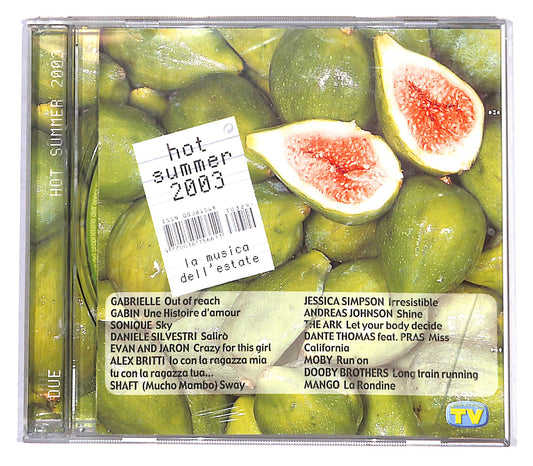 HOT SUMMER 2003
DUE
hot
summer
2003
la musica
dell'estate
GABRIELLE Out of reach
GABIN Une Histoire d'amour
SONIQUE Sky
DANIELE SILVESTRI Salirò
EVAN AND JARON Crazy for this girl
ALEX BRITTI Io con la ragazza mia
tu con la ragazza tua...
SHAFT (Mucho Mambo) Sway
JESSICA SIMPSON Irresistible
ANDREAS JOHNSON Shine
THE ARK Let your body decide
DANTE THOMAS feat. PRAS Miss
California
MOBY Run on
DOOBY BROTHERS Long train running
MANGO La Rondine
TV